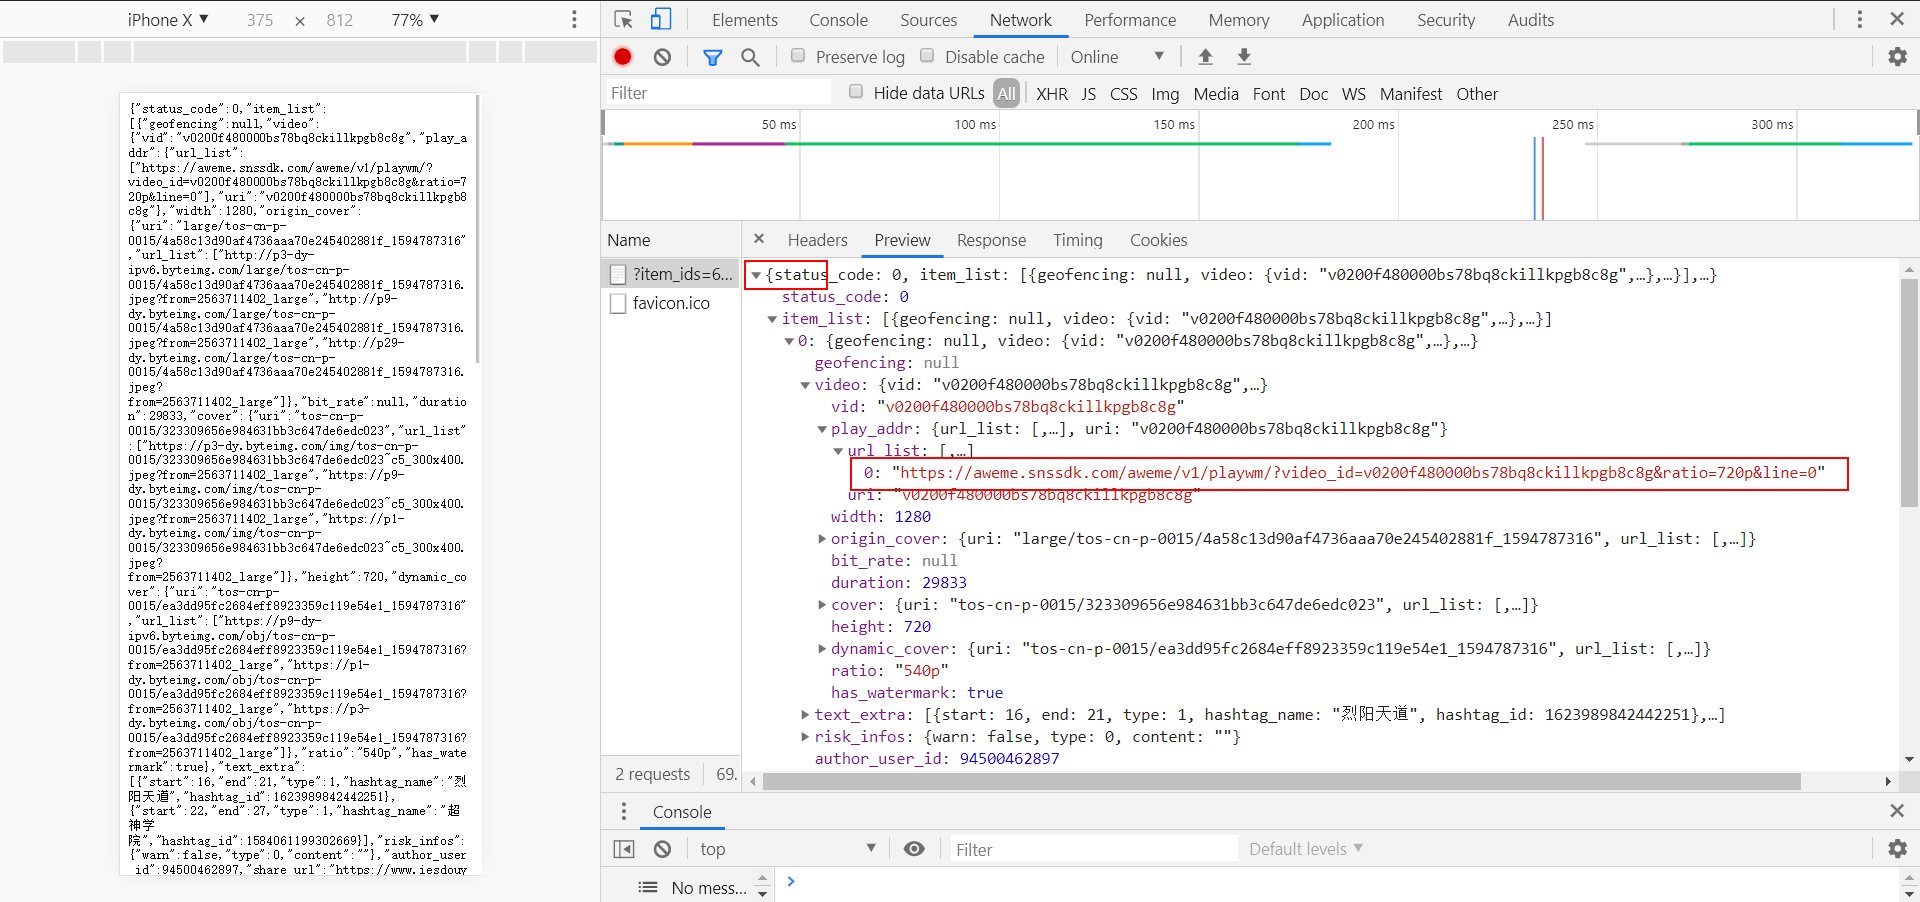 iPhone X ▼ 375 × 812 77% ▼
Elements Console Sources Network Performance Memory Application Security Audits
Preserve log Disable cache Online ▼
Filter Hide data URLs All XHR JS CSS Img Media Font Doc WS Manifest Other
50 ms 100 ms 150 ms 200 ms 250 ms 300 ms
{"status_code":0,"item_list":
[{"geofencing":null,"video":
{"vid":"v0200f480000bs78bq8ckillkpgb8c8g","play_a
ddr":{"url_list":
["https://aweme.snssdk.com/aweme/v1/playwm/?
video_id=v0200f480000bs78bq8ckillkpgb8c8g&ratio=7
20p&line=0"],"uri":"v0200f480000bs78bq8ckillkpgb8
c8g"},"width":1280,"origin_cover":
{"uri":"large/tos-cn-p-
0015/4a58c13d90af4736aaa70e245402881f_1594787316"
,"url_list":["http://p3-dy-
ipv6.byteimg.com/large/tos-cn-p-
0015/4a58c13d90af4736aaa70e245402881f_1594787316.
jpeg?from=2563711402_large","http://p9-
dy.byteimg.com/large/tos-cn-p-
0015/4a58c13d90af4736aaa70e245402881f_1594787316.
jpeg?from=2563711402_large","http://p29-
dy.byteimg.com/large/tos-cn-p-
0015/4a58c13d90af4736aaa70e245402881f_1594787316.
jpeg?
from=2563711402_large"]},"bit_rate":null,"duratio
n":29833,"cover":{"uri":"tos-cn-p-
0015/323309656e984631bb3c647de6edc023","url_list"
:["https://p3-dy.byteimg.com/img/tos-cn-p-
0015/323309656e984631bb3c647de6edc023~c5_300x400.
jpeg?from=2563711402_large","https://p9-
dy.byteimg.com/img/tos-cn-p-
0015/323309656e984631bb3c647de6edc023~c5_300x400.
jpeg?from=2563711402_large","https://p1-
dy.byteimg.com/img/tos-cn-p-
0015/323309656e984631bb3c647de6edc023~c5_300x400.
jpeg?
from=2563711402_large"]},"height":720,"dynamic_co
ver":{"uri":"tos-cn-p-
0015/ea3dd95fc2684eff8923359c119e54e1_1594787316"
,"url_list":["https://p9-dy-
ipv6.byteimg.com/obj/tos-cn-p-
0015/ea3dd95fc2684eff8923359c119e54e1_1594787316?
from=2563711402_large","https://p1-
dy.byteimg.com/obj/tos-cn-p-
0015/ea3dd95fc2684eff8923359c119e54e1_1594787316?
from=2563711402_large","https://p3-
dy.byteimg.com/obj/tos-cn-p-
0015/ea3dd95fc2684eff8923359c119e54e1_1594787316?
from=2563711402_large"]},"ratio":"540p","has_wate
rmark":true},"text_extra":
[{"start":16,"end":21,"type":1,"hashtag_name":"烈
阳天道","hashtag_id":1623989842442251},
{"start":22,"end":27,"type":1,"hashtag_name":"超
神学
院","hashtag_id":1584061199302669}],"risk_infos":
{"warn":false,"type":0,"content":""},"author_user
_id":94500462897,"share_url":"https://www.iesdouy
Name
?item_ids=6...
favicon.ico
2 requests 69.
× Headers Preview Response Timing Cookies
▼{status_code: 0, item_list: [{geofencing: null, video: {vid: "v0200f480000bs78bq8ckillkpgb8c8g",…},…}],…}
status_code: 0
▼item_list: [{geofencing: null, video: {vid: "v0200f480000bs78bq8ckillkpgb8c8g",…},…}]
▼0: {geofencing: null, video: {vid: "v0200f480000bs78bq8ckillkpgb8c8g",…},…}
geofencing: null
▼video: {vid: "v0200f480000bs78bq8ckillkpgb8c8g",…}
vid: "v0200f480000bs78bq8ckillkpgb8c8g"
▼play_addr: {url_list: [,…], uri: "v0200f480000bs78bq8ckillkpgb8c8g"}
▼url_list: [,…]
0: "https://aweme.snssdk.com/aweme/v1/playwm/?video_id=v0200f480000bs78bq8ckillkpgb8c8g&ratio=720p&line=0"
uri: "v0200f480000bs78bq8ckillkpgb8c8g"
width: 1280
▶origin_cover: {uri: "large/tos-cn-p-0015/4a58c13d90af4736aaa70e245402881f_1594787316", url_list: [,…]}
bit_rate: null
duration: 29833
▶cover: {uri: "tos-cn-p-0015/323309656e984631bb3c647de6edc023", url_list: [,…]}
height: 720
▶dynamic_cover: {uri: "tos-cn-p-0015/ea3dd95fc2684eff8923359c119e54e1_1594787316", url_list: [,…]}
ratio: "540p"
has_watermark: true
▶text_extra: [{start: 16, end: 21, type: 1, hashtag_name: "烈阳天道", hashtag_id: 1623989842442251},…]
▶risk_infos: {warn: false, type: 0, content: ""}
author_user_id: 94500462897
Console
top ▼ Filter Default levels ▼
No mess... >